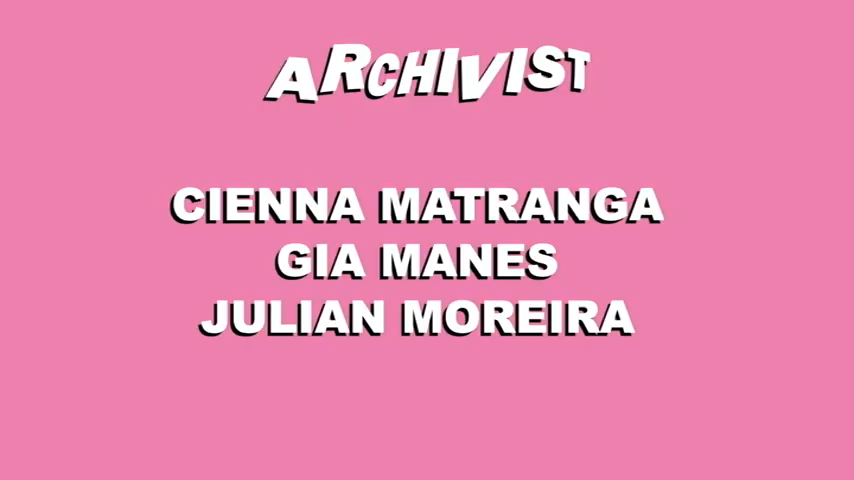 ARCHIVIST
CIENNA MATRANGA
GIA MANES
JULIAN MOREIRA